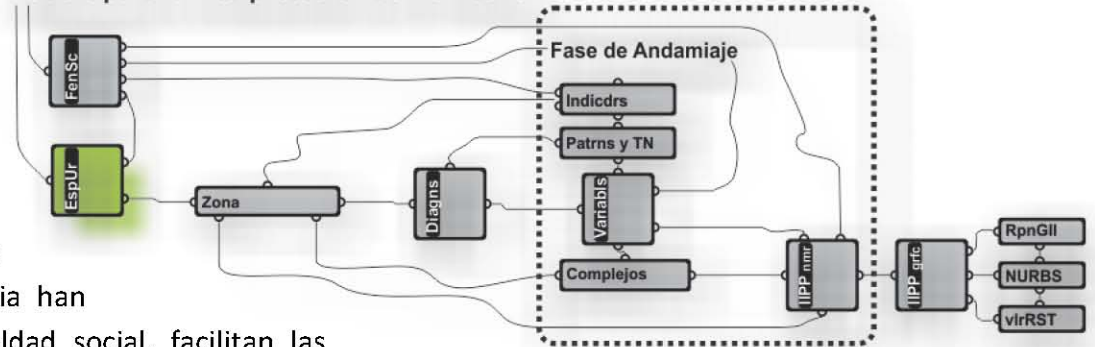 FenSc
Fase de Andamiaje
Indicdrs
Patrns y TN
EspUr
Zona
Diagns
Variabls
Complejos
IIPP nmr
IIPP grfc
RpnGII
NURBS
vlrRST
ia han
ldad social, facilitan las